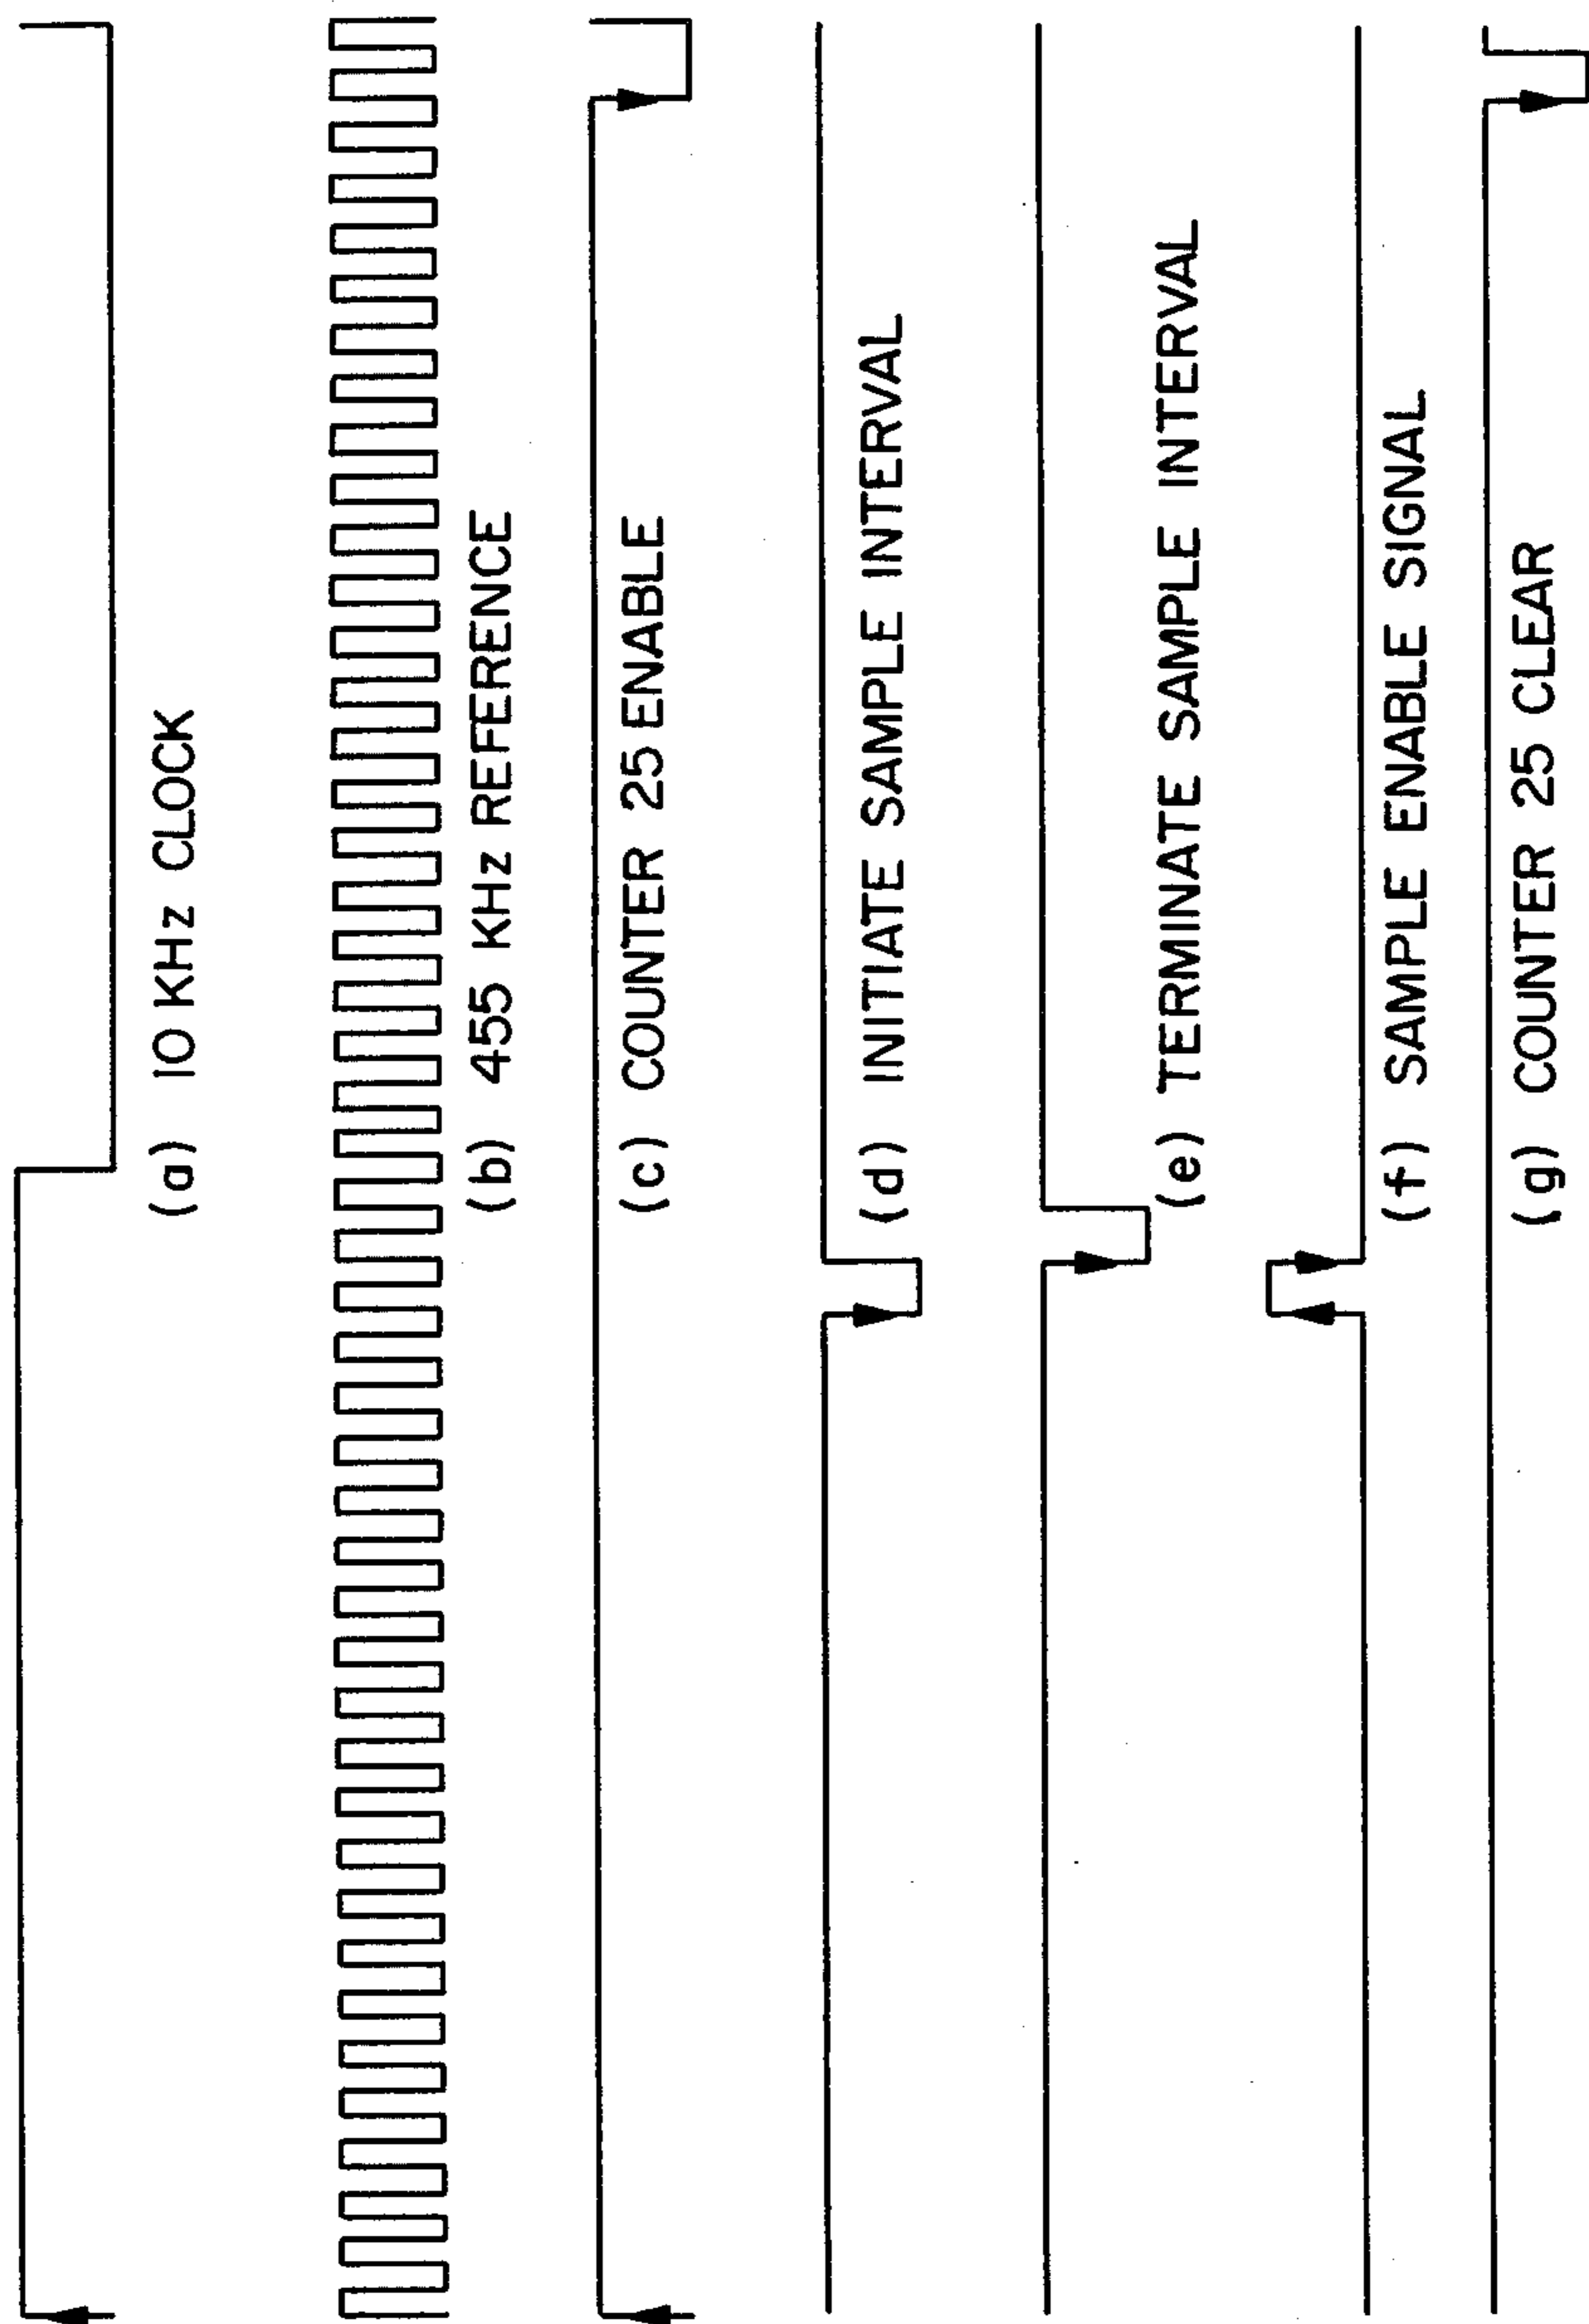 (a) 10 KHz CLOCK
(b) 455 KHz REFERENCE
(c) COUNTER 25 ENABLE
(d) INITIATE SAMPLE INTERVAL
(e) TERMINATE SAMPLE INTERVAL
(f) SAMPLE ENABLE SIGNAL
(g) COUNTER 25 CLEAR